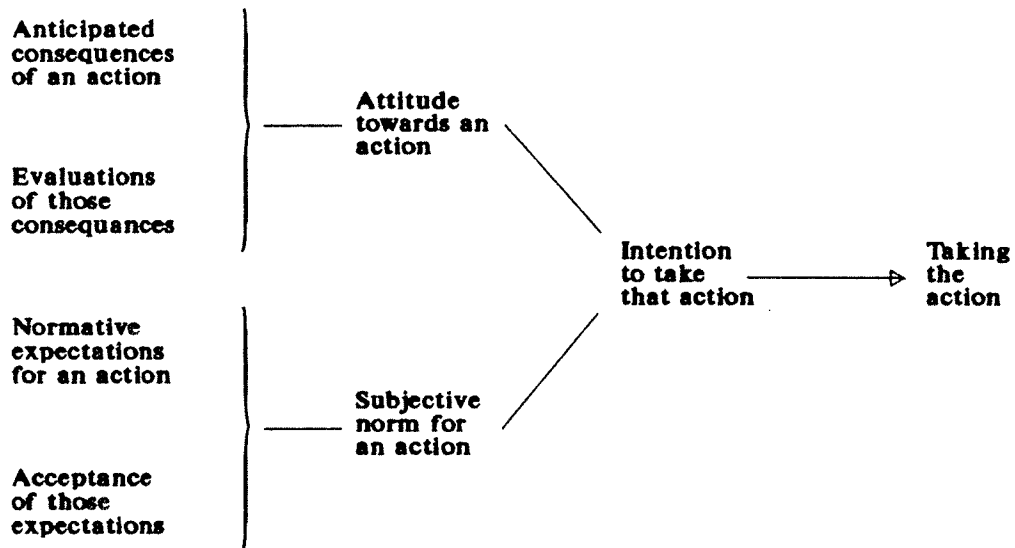 Anticipated
consequences
of an action
Evaluations
of those
consequances
Attitude
towards an
action
Normative
expectations
for an action
Acceptance
of those
expectations
Subjective
norm for
an action
Intention
to take
that action
Taking
the
action